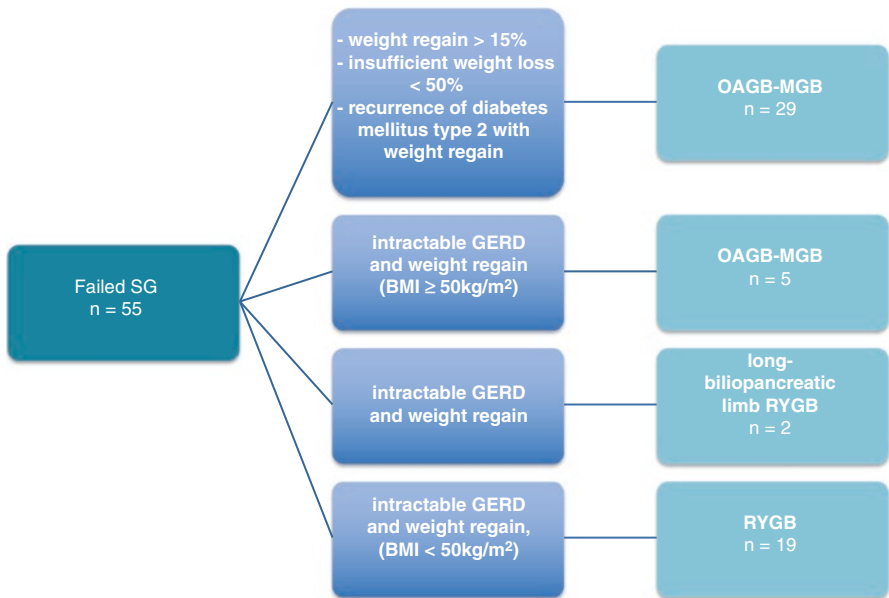 Failed SG
n = 55
- weight regain > 15%
- insufficient weight loss
< 50%
- recurrence of diabetes
mellitus type 2 with
weight regain
OAGB-MGB
n = 29
intractable GERD
and weight regain
(BMI ≥ 50kg/m²)
OAGB-MGB
n = 5
intractable GERD
and weight regain
long-
biliopancreatic
limb RYGB
n = 2
intractable GERD
and weight regain,
(BMI < 50kg/m²)
RYGB
n = 19